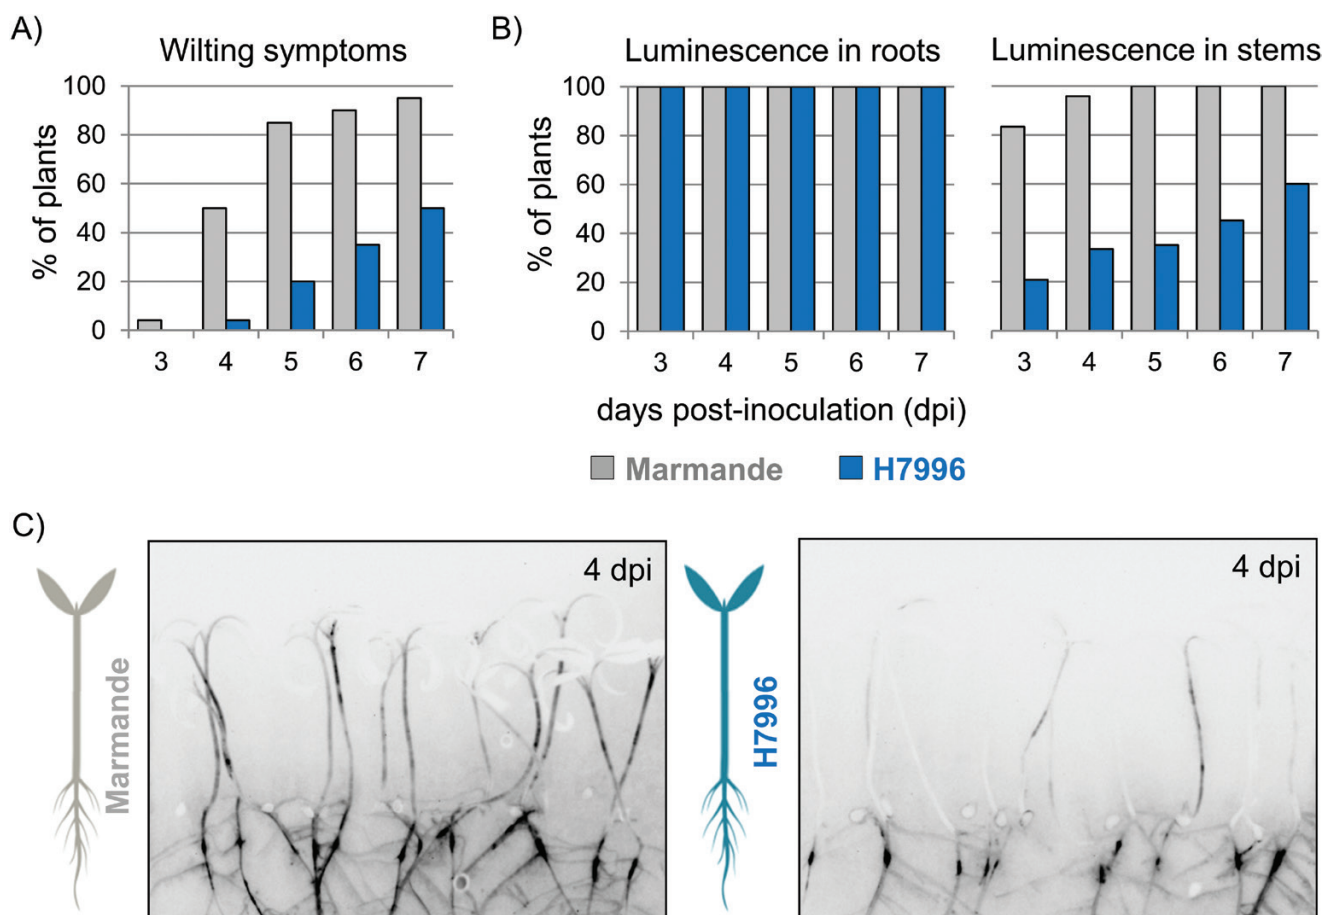 A)
Wilting symptoms
% of plants
100
80
60
40
20
0
3 4 5 6 7
B)
Luminescence in roots
% of plants
100
80
60
40
20
0
3 4 5 6 7
Luminescence in stems
3 4 5 6 7
days post-inoculation (dpi)
Marmande H7996
C)
Marmande
4 dpi
H7996
4 dpi